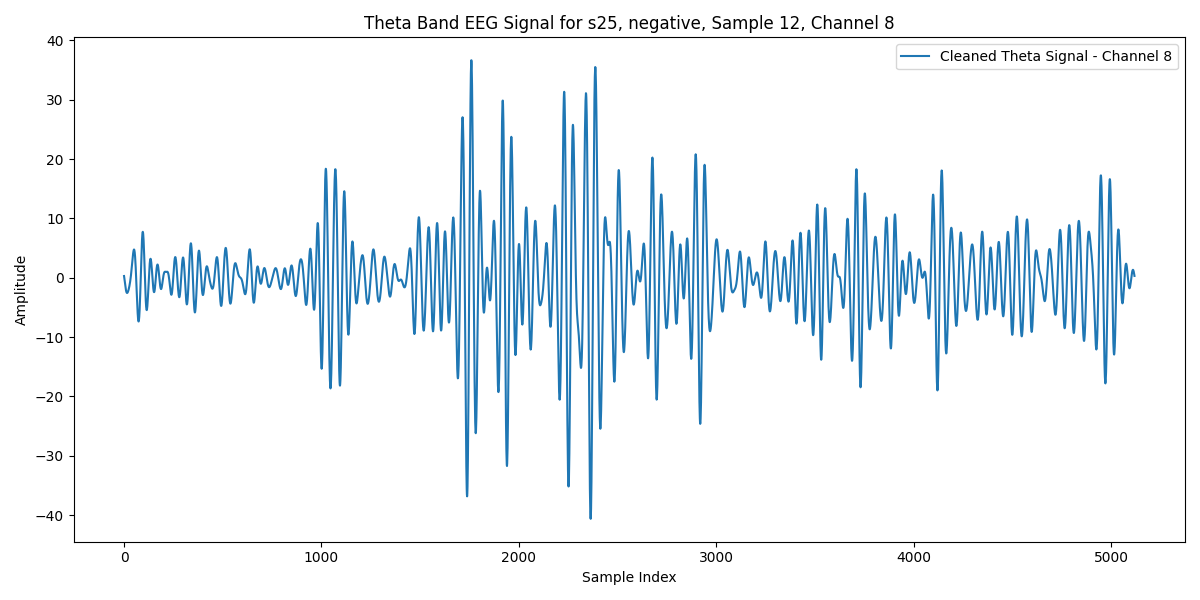 Theta Band EEG Signal for s25, negative, Sample 12, Channel 8
Cleaned Theta Signal - Channel 8
Amplitude
40
30
20
10
0
−10
−20
−30
−40
0 1000 2000 3000 4000 5000
Sample Index